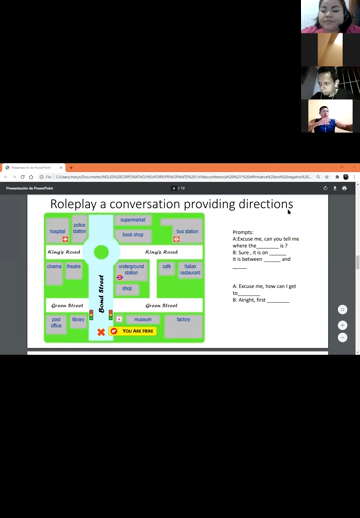 Presentación de PowerPoint
6 / 13
Roleplay a conversation providing directions
hospital
police
station
supermarket
book shop
bus station
King's Road
King's Road
cinema
theatre
underground
station
café
Italian
restaurant
shop
Bond Street
Green Street
Green Street
post
office
library
museum
factory
YOU ARE HERE
Prompts:
A:Excuse me, can you tell me
where the________ is ?
B: Sure , it is on ______
It is between ______ and
_____
A: Excuse me, how can I get
to________
B: Alright, first ________